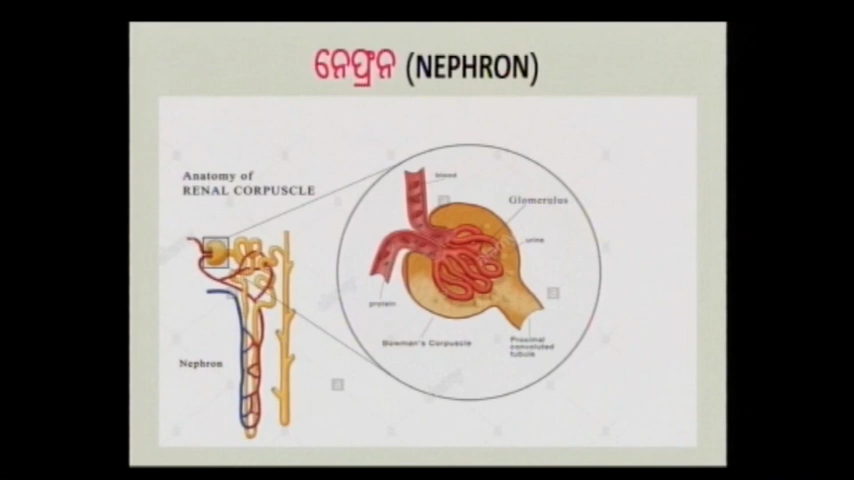 ନେଫ୍ରନ (NEPHRON)
Anatomy of
RENAL CORPUSCLE
blood
Glomerulus
urine
protein
Bowman's Corpuscle
Proximal
convoluted
tubule
Nephron